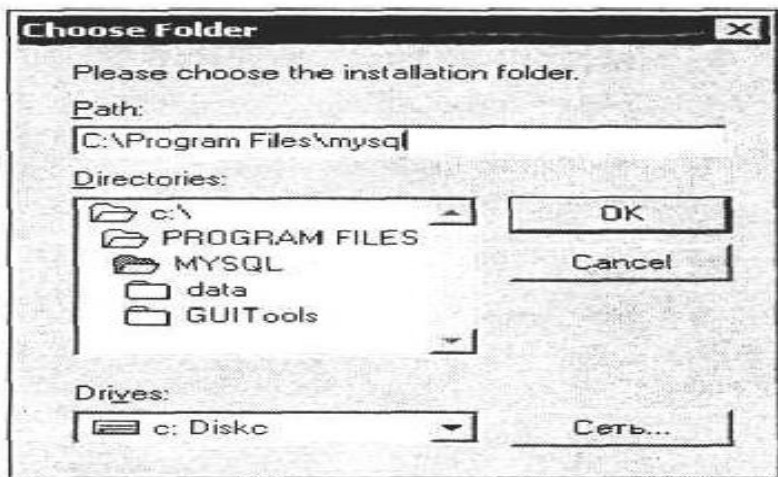 Choose Folder
Please choose the installation folder.
Path:
C:\Program Files\mysql
Directories:
c:\
PROGRAM FILES
MYSQL
data
GUITools
OK
Cancel
Drives:
c: Diskc
Сеть...